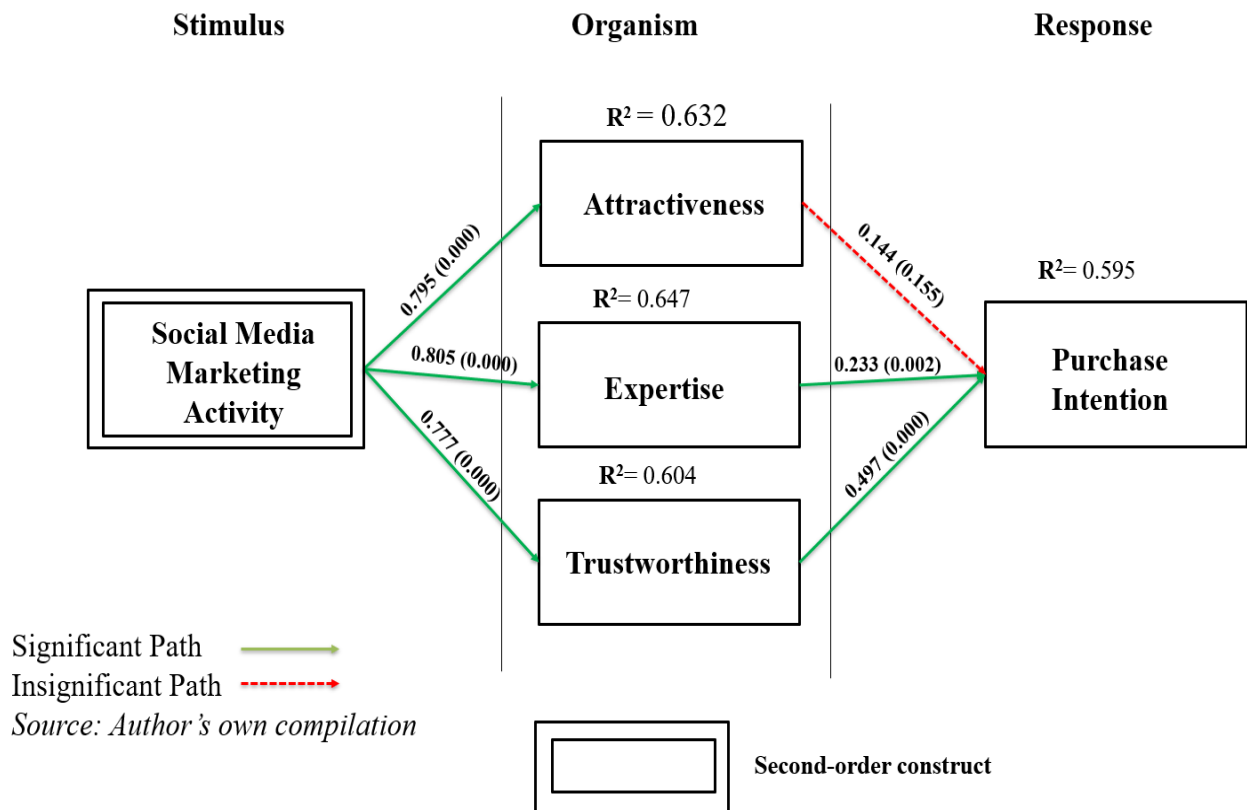 Stimulus
Organism
Response
R² = 0.632
Attractiveness
0.795 (0.000)
0.144 (0.155)
R²= 0.595
R²= 0.647
Social Media
Marketing
Activity
0.805 (0.000)
Expertise
0.233 (0.002)
Purchase
Intention
0.777 (0.000)
R²= 0.604
0.497 (0.000)
Trustworthiness
Significant Path
Insignificant Path
Source: Author’s own compilation
Second-order construct